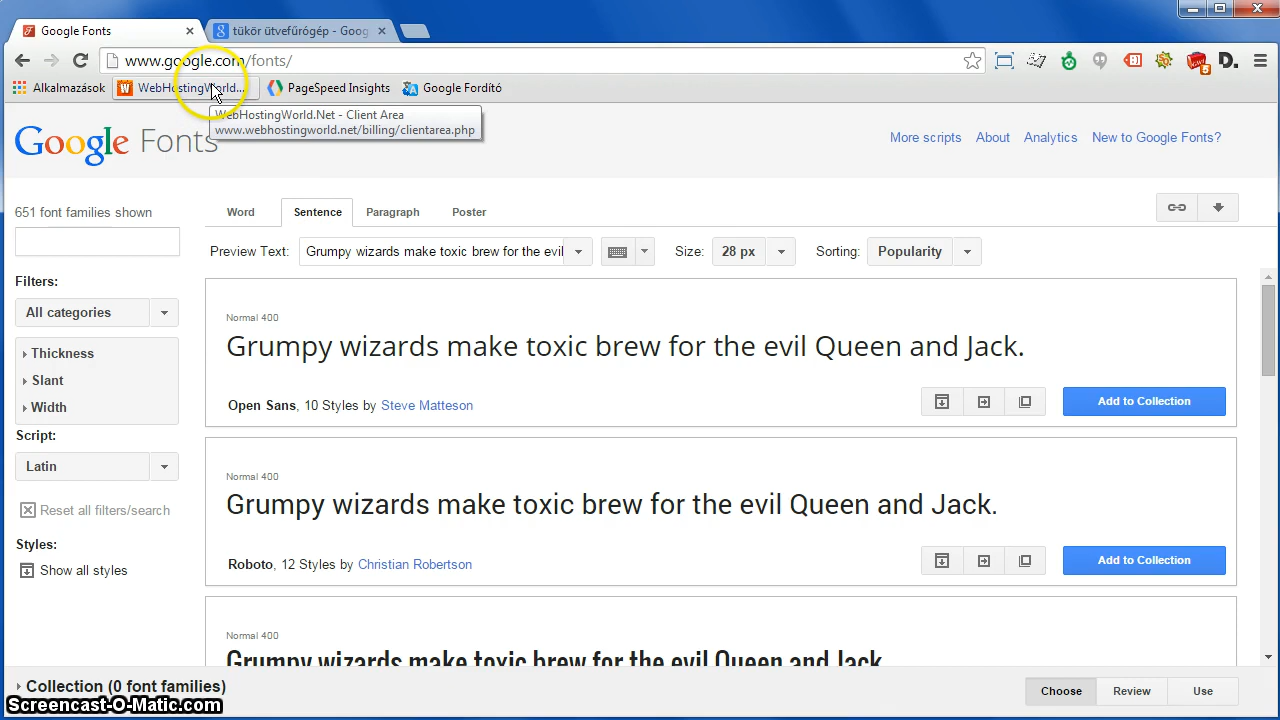 Google Fonts
tükör ütvefűrógép - Goog
www.google.com/fonts/
Alkalmazások
WebHostingWorld...
PageSpeed Insights
Google Fordító
WebHostingWorld.Net - Client Area
www.webhostingworld.net/billing/clientarea.php
Google Fonts
More scripts
About
Analytics
New to Google Fonts?
651 font families shown
Word
Sentence
Paragraph
Poster
Preview Text:
Grumpy wizards make toxic brew for the evil
Size:
28 px
Sorting:
Popularity
Filters:
All categories
Thickness
Slant
Width
Script:
Latin
Reset all filters/search
Styles:
Show all styles
Normal 400
Grumpy wizards make toxic brew for the evil Queen and Jack.
Open Sans, 10 Styles by Steve Matteson
Add to Collection
Normal 400
Grumpy wizards make toxic brew for the evil Queen and Jack.
Roboto, 12 Styles by Christian Robertson
Add to Collection
Normal 400
Grumpy wizards make toxic brew for the evil Queen and Jack.
Collection (0 font families)
Choose
Review
Use
Screencast-O-Matic.com